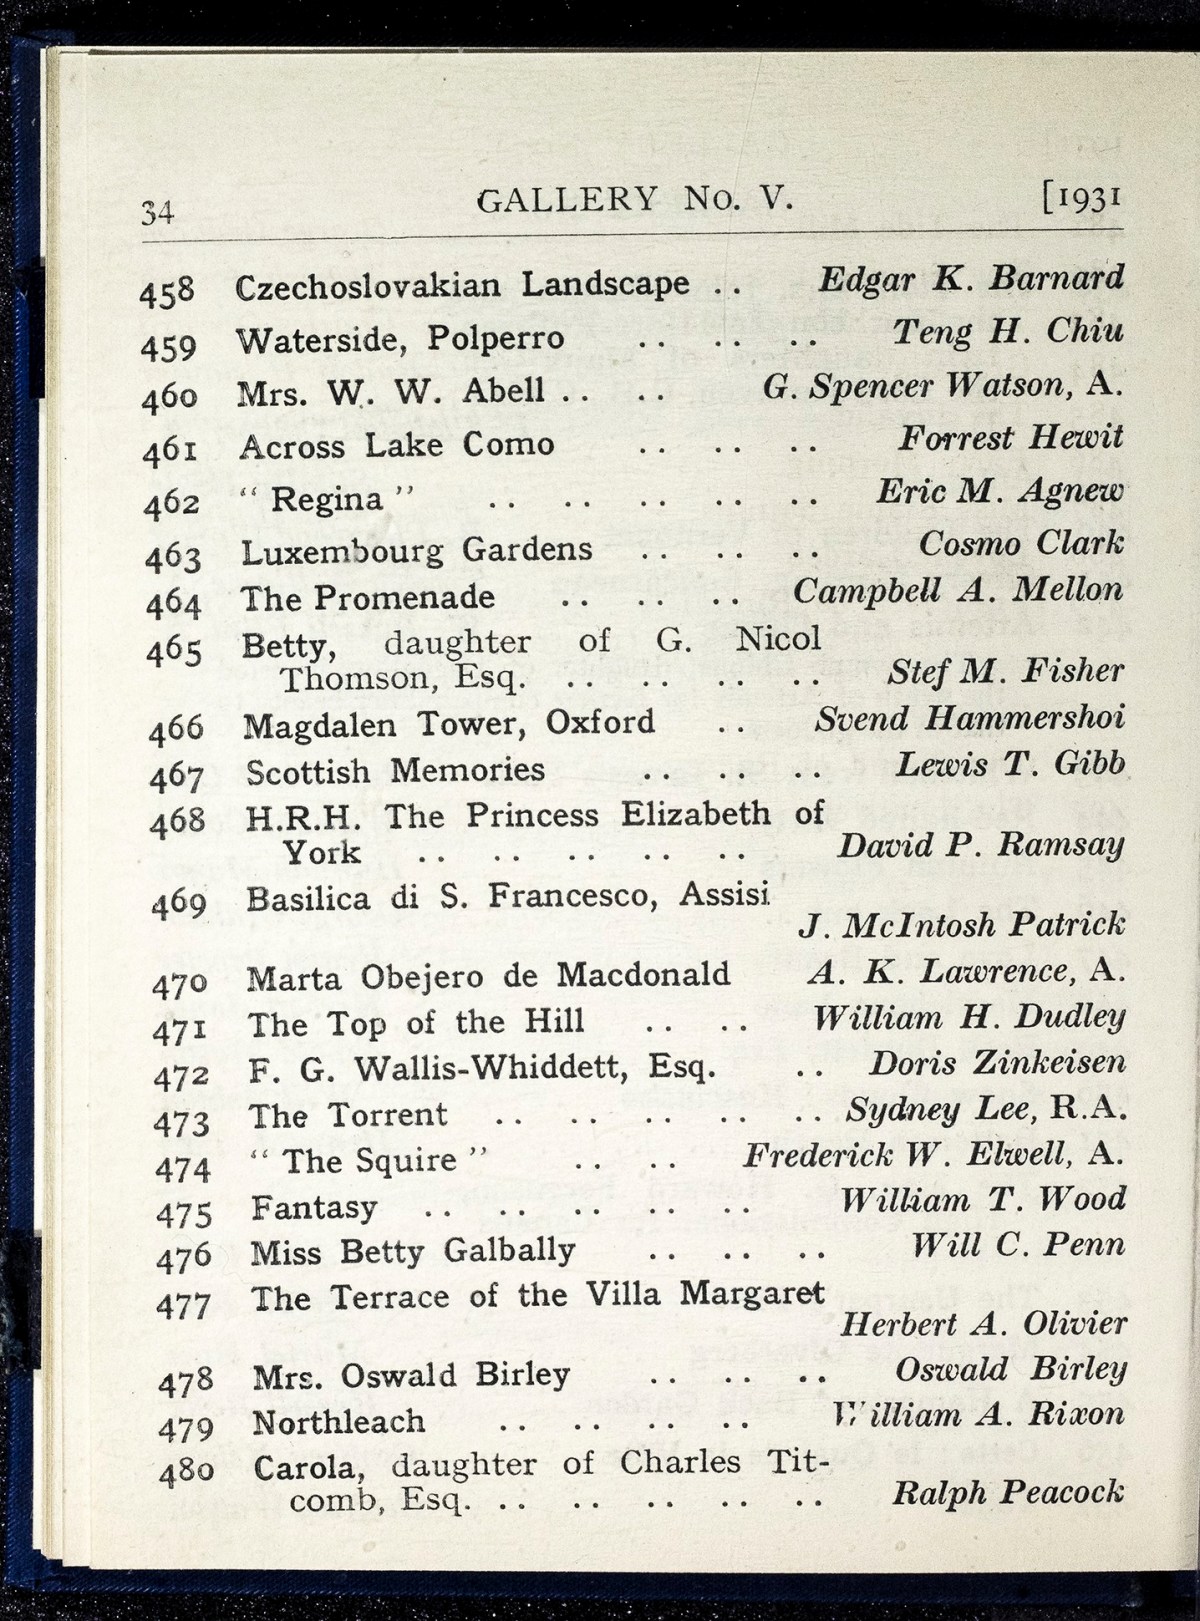 34 GALLERY No. V. [1931
458 Czechoslovakian Landscape .. Edgar K. Barnard
459 Waterside, Polperro .. .. .. Teng H. Chiu
460 Mrs. W. W. Abell .. .. G. Spencer Watson, A.
461 Across Lake Como .. .. .. Forrest Hewit
462 “ Regina ” .. .. .. .. .. Eric M. Agnew
463 Luxembourg Gardens .. .. .. Cosmo Clark
464 The Promenade .. .. .. Campbell A. Mellon
465 Betty, daughter of G. Nicol
Thomson, Esq. .. .. .. .. Stef M. Fisher
466 Magdalen Tower, Oxford .. Svend Hammershoi
467 Scottish Memories .. .. .. Lewis T. Gibb
468 H.R.H. The Princess Elizabeth of
York .. .. .. .. .. David P. Ramsay
469 Basilica di S. Francesco, Assisi
J. McIntosh Patrick
470 Marta Obejero de Macdonald A. K. Lawrence, A.
471 The Top of the Hill .. .. William H. Dudley
472 F. G. Wallis-Whiddett, Esq. .. Doris Zinkeisen
473 The Torrent .. .. .. .. .. Sydney Lee, R.A.
474 “ The Squire ” .. .. Frederick W. Elwell, A.
475 Fantasy .. .. .. .. .. William T. Wood
476 Miss Betty Galbally .. .. .. Will C. Penn
477 The Terrace of the Villa Margaret
Herbert A. Olivier
478 Mrs. Oswald Birley .. .. .. Oswald Birley
479 Northleach .. .. .. .. William A. Rixon
480 Carola, daughter of Charles Tit-
comb, Esq. .. .. .. .. .. Ralph Peacock